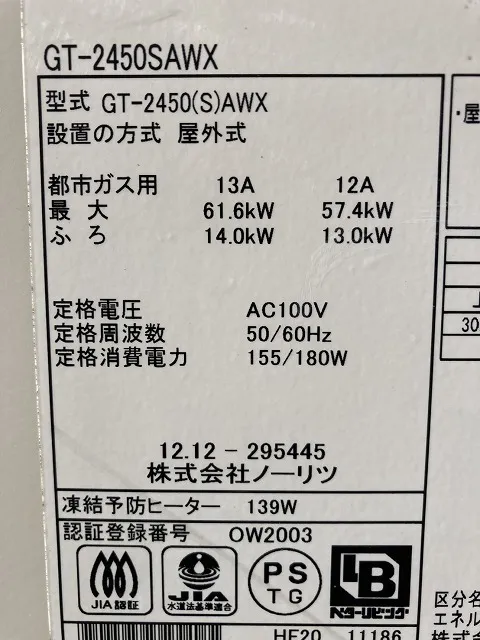 GT-2450SAWX
型式 GT-2450(S)AWX
設置の方式 屋外式
都市ガス用 13A 12A
最大 61.6kW 57.4kW
ふろ 14.0kW 13.0kW
定格電圧 AC100V
定格周波数 50/60Hz
定格消費電力 155/180W
12.12 - 295445
株式会社ノーリツ
凍結予防ヒーター 139W
認証登録番号 OW2003
JIA認証
JIA
水道法基準適合
PS
TG
LB
ベターリビング
HF20 11186
・屋
30
区分名
エネル
株式